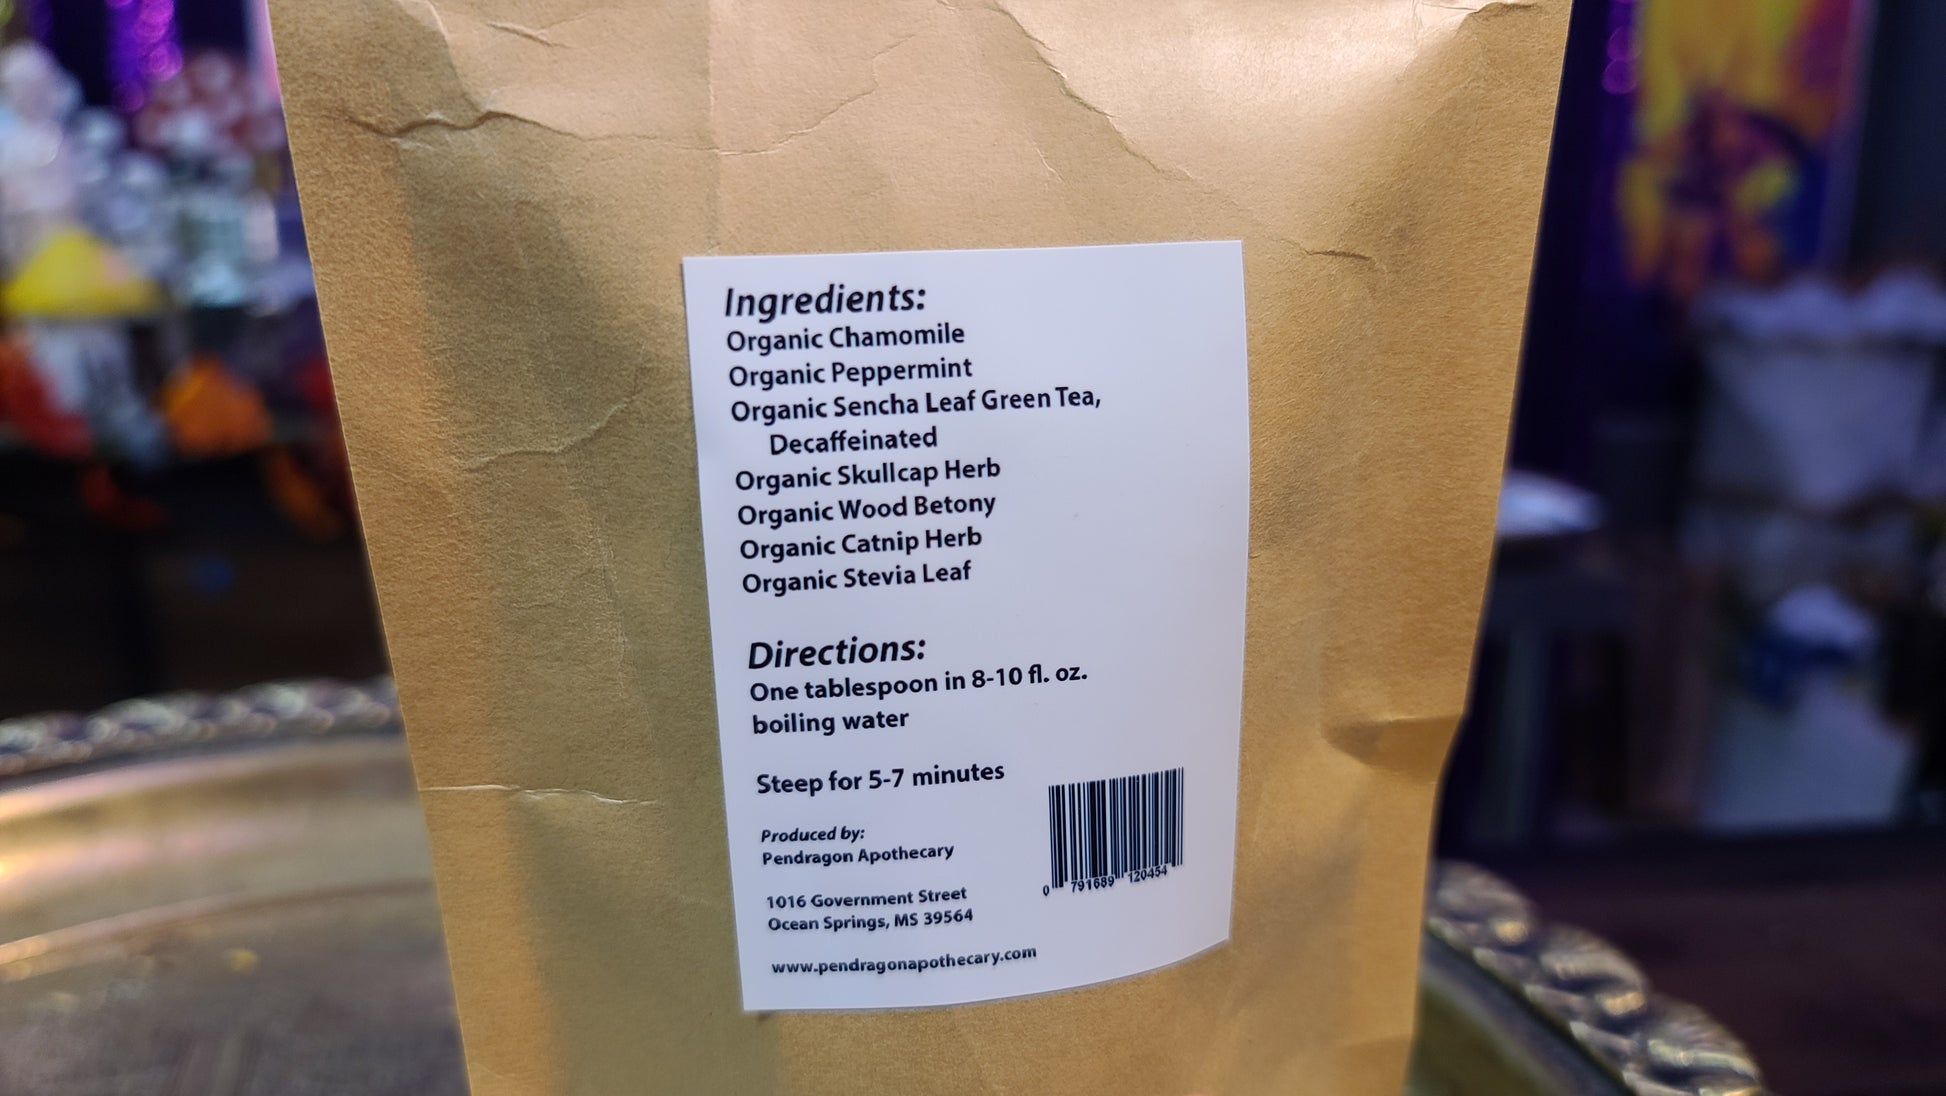 Ingredients:
Organic Chamomile
Organic Peppermint
Organic Sencha Leaf Green Tea,
Decaffeinated
Organic Skullcap Herb
Organic Wood Betony
Organic Catnip Herb
Organic Stevia Leaf
Directions:
One tablespoon in 8-10 fl. oz.
boiling water
Steep for 5-7 minutes
Produced by:
Pendragon Apothecary
1016 Government Street
Ocean Springs, MS 39564
www.pendragonapothecary.com
0 791689 120454